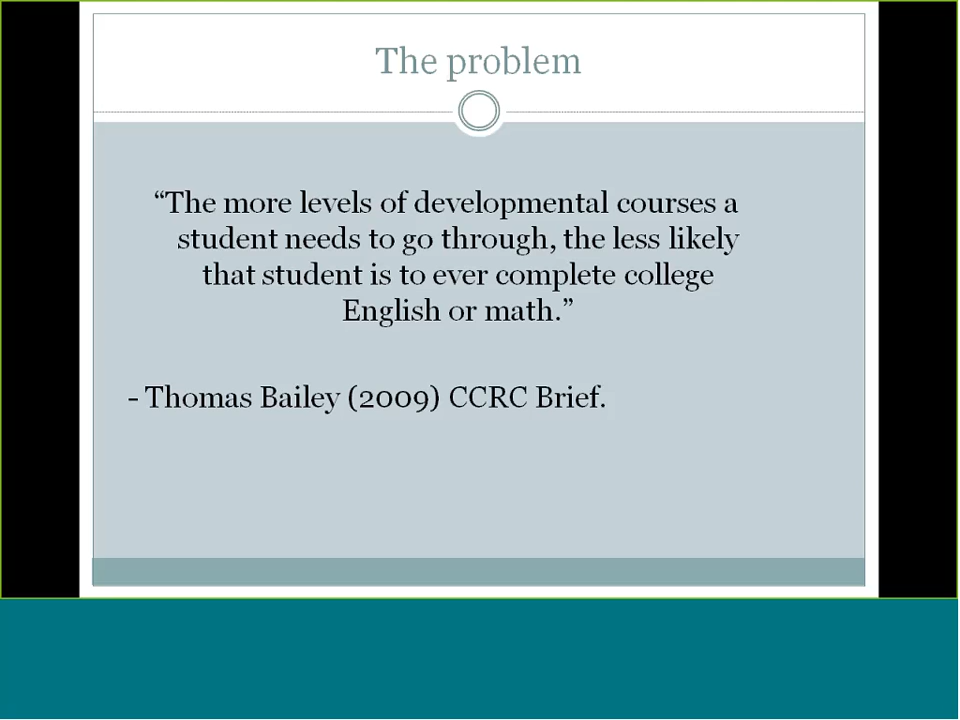 The problem
“The more levels of developmental courses a
student needs to go through, the less likely
that student is to ever complete college
English or math.”
- Thomas Bailey (2009) CCRC Brief.